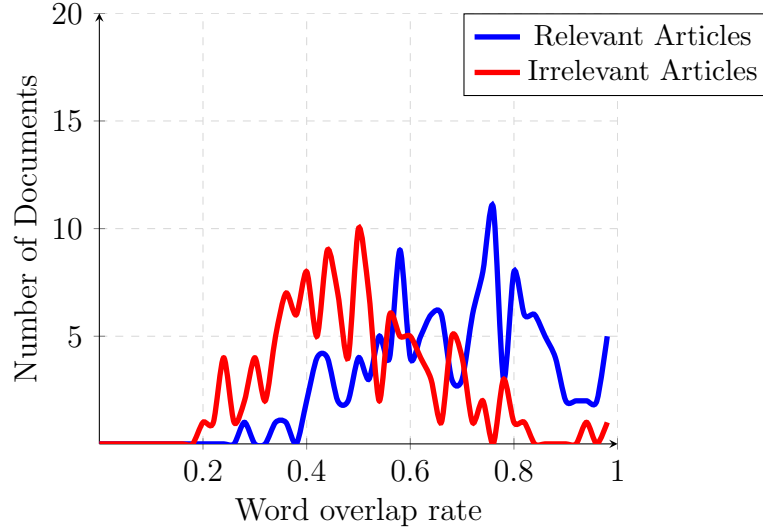 20
15
10
5
0.2 0.4 0.6 0.8 1
Word overlap rate
Number of Documents
Relevant Articles
Irrelevant Articles